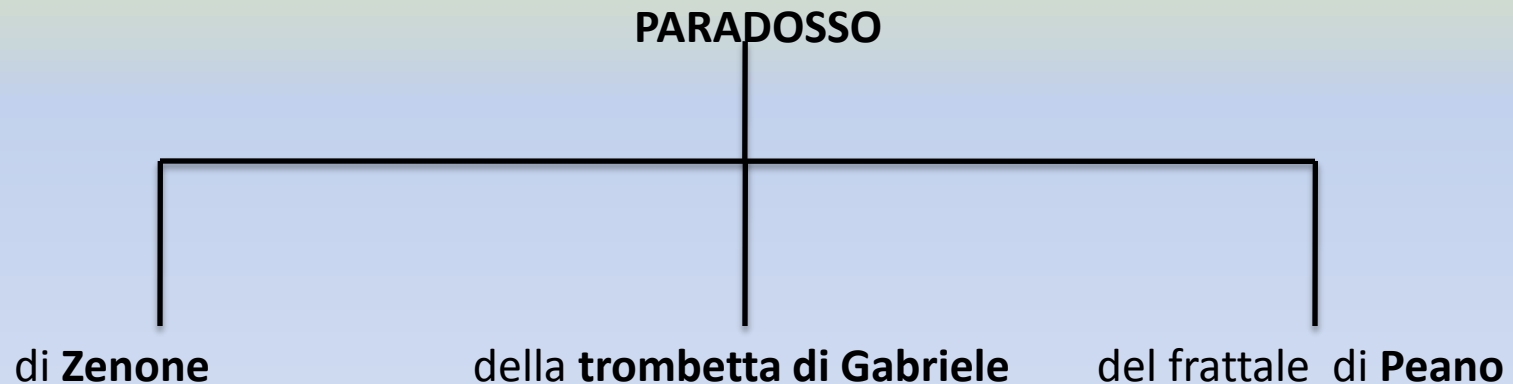 PARADOSSO
di Zenone
della trombetta di Gabriele
del frattale di Peano